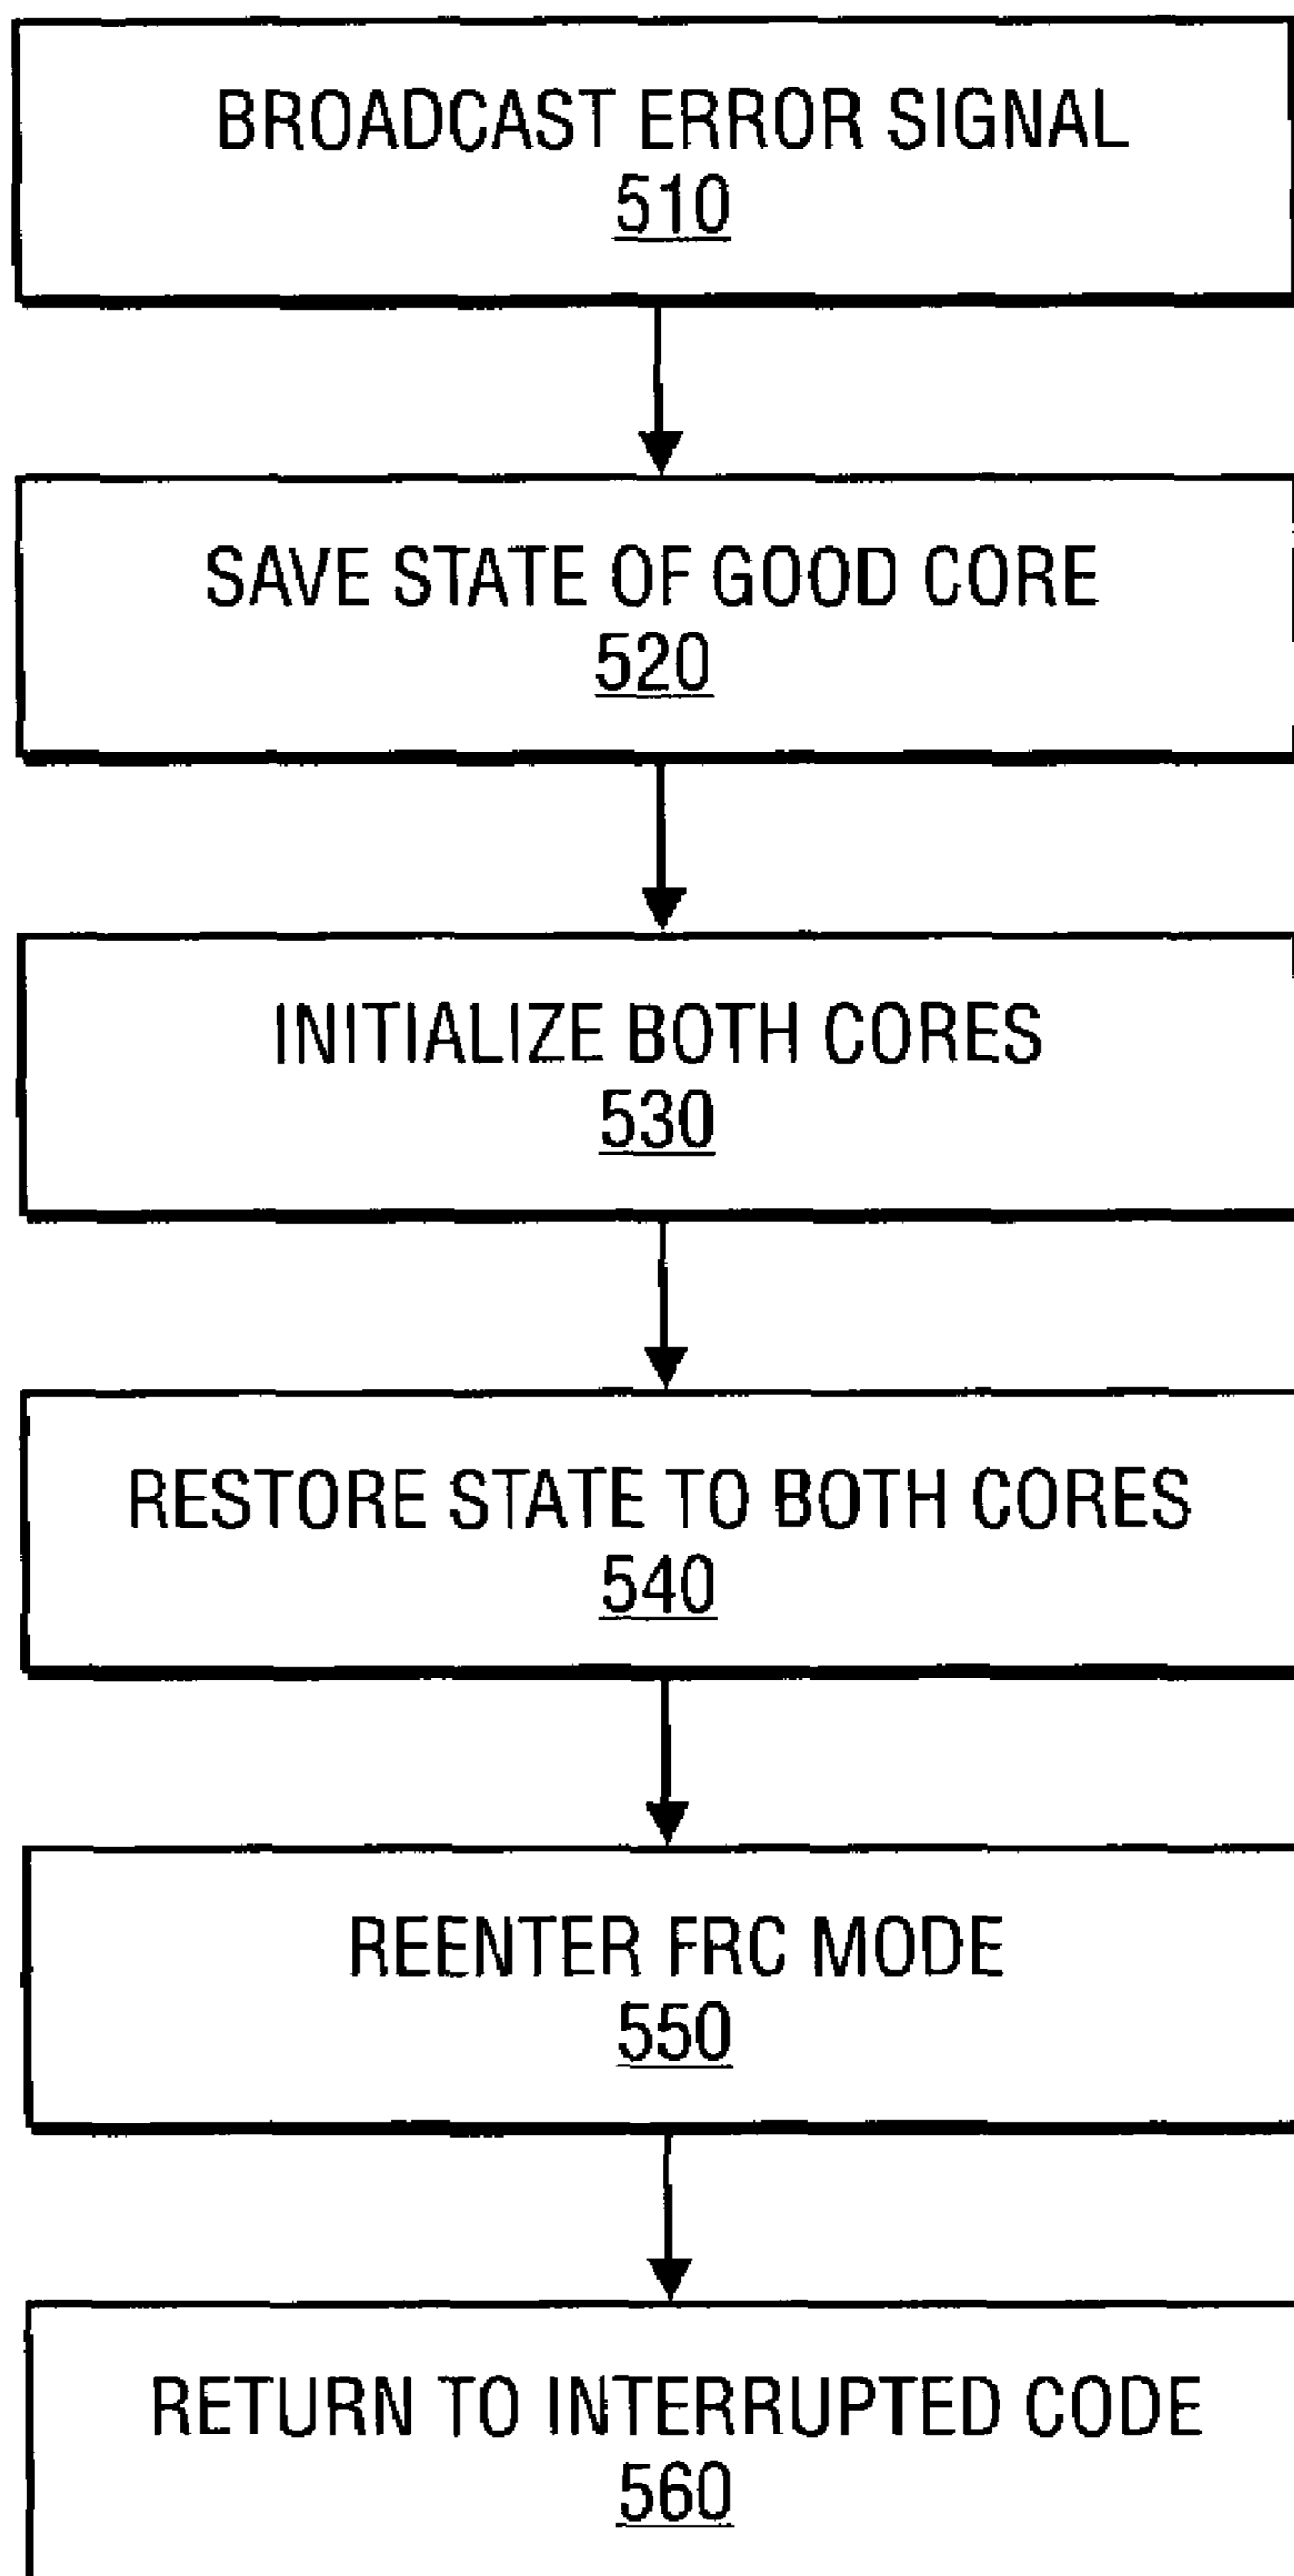 BROADCAST ERROR SIGNAL
510
SAVE STATE OF GOOD CORE
520
INITIALIZE BOTH CORES
530
RESTORE STATE TO BOTH CORES
540
REENTER FRC MODE
550
RETURN TO INTERRUPTED CODE
560